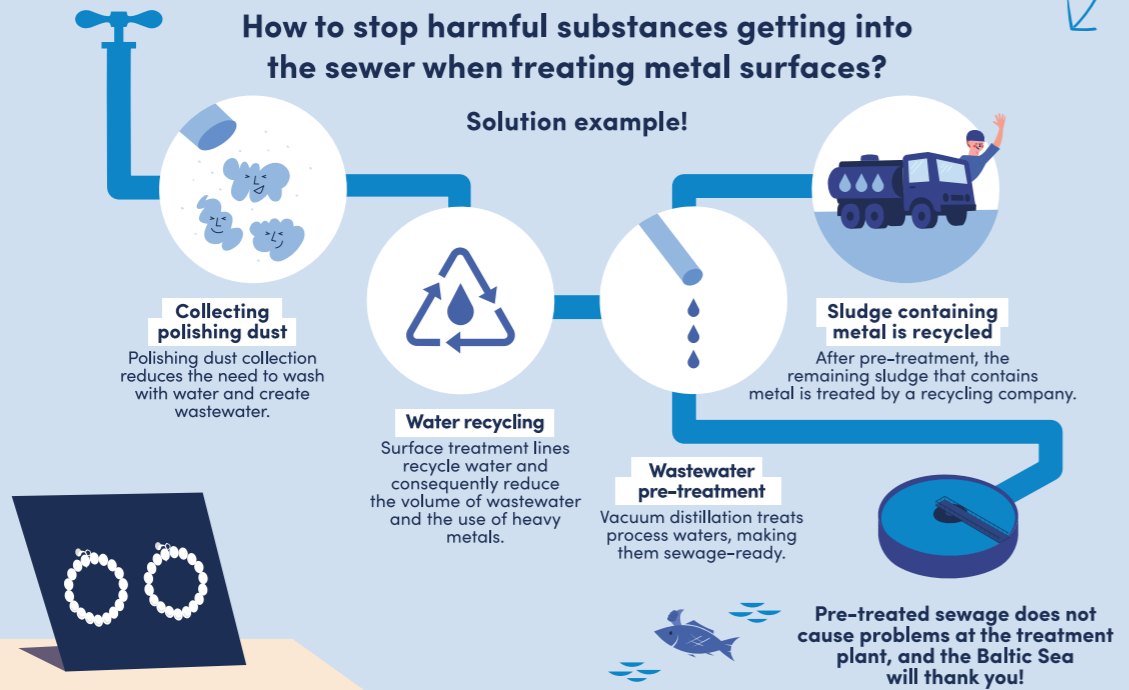 How to stop harmful substances getting into
the sewer when treating metal surfaces?
Solution example!
Collecting
polishing dust
Polishing dust collection
reduces the need to wash
with water and create
wastewater.
Water recycling
Surface treatment lines
recycle water and
consequently reduce
the volume of wastewater
and the use of heavy
metals.
Wastewater
pre-treatment
Vacuum distillation treats
process waters, making
them sewage-ready.
Sludge containing
metal is recycled
After pre-treatment, the
remaining sludge that contains
metal is treated by a recycling company.
Pre-treated sewage does not
cause problems at the treatment
plant, and the Baltic Sea
will thank you!